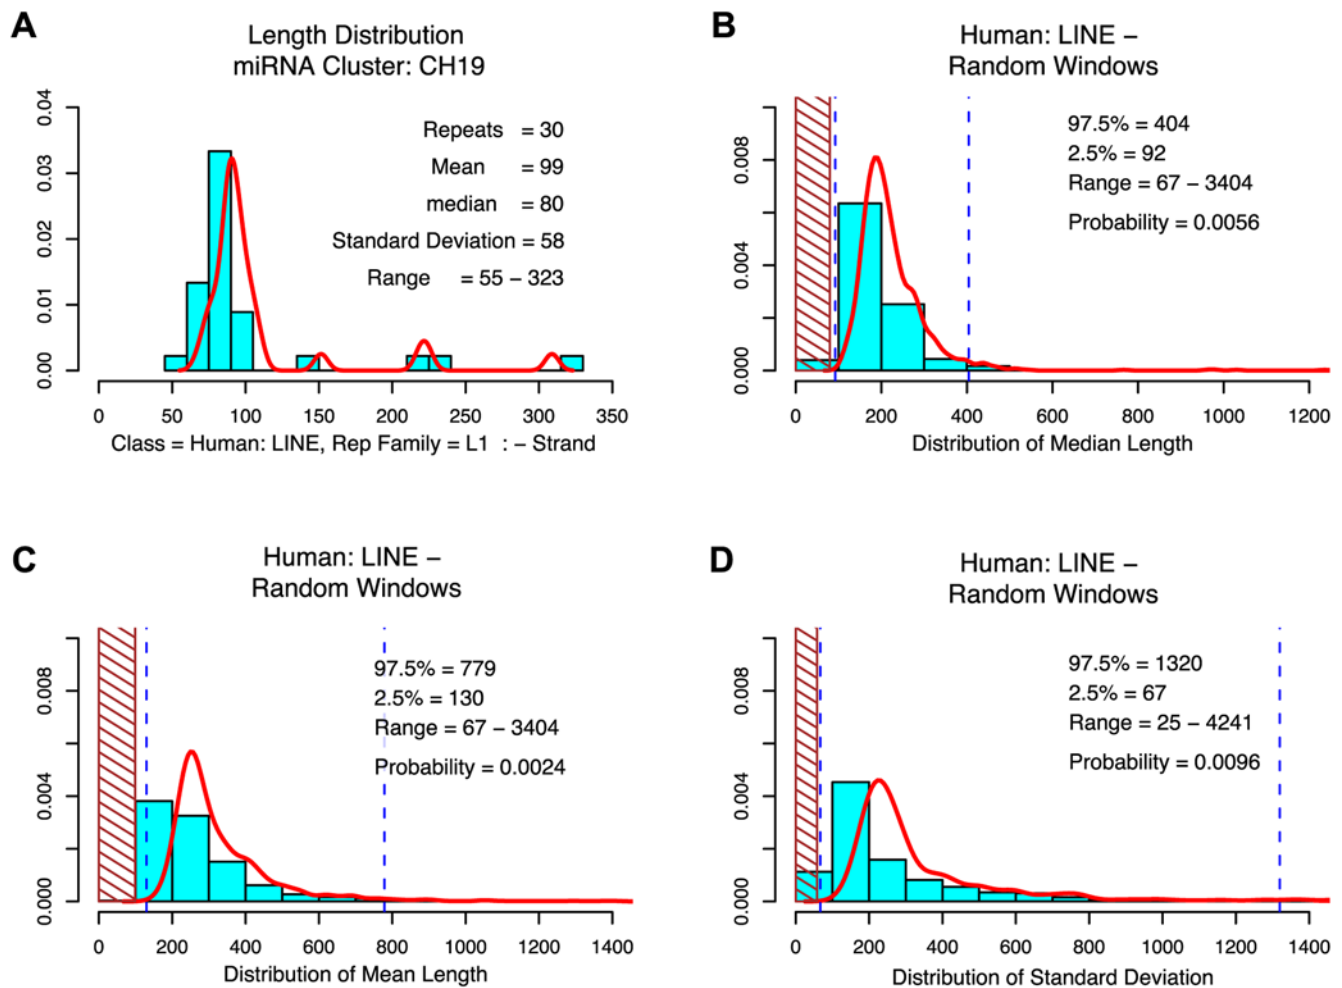 A
Length Distribution
miRNA Cluster: CH19
Repeats = 30
Mean = 99
median = 80
Standard Deviation = 58
Range = 55 – 323
0.04
0.03
0.02
0.01
0.00
0 50 100 150 200 250 300 350
Class = Human: LINE, Rep Family = L1 : – Strand
B
Human: LINE –
Random Windows
97.5% = 404
2.5% = 92
Range = 67 – 3404
Probability = 0.0056
0.008
0.004
0.000
0 200 400 600 800 1000 1200
Distribution of Median Length
C
Human: LINE –
Random Windows
97.5% = 779
2.5% = 130
Range = 67 – 3404
Probability = 0.0024
0.008
0.004
0.000
0 200 400 600 800 1000 1200 1400
Distribution of Mean Length
D
Human: LINE –
Random Windows
97.5% = 1320
2.5% = 67
Range = 25 – 4241
Probability = 0.0096
0.008
0.004
0.000
0 200 400 600 800 1000 1200 1400
Distribution of Standard Deviation